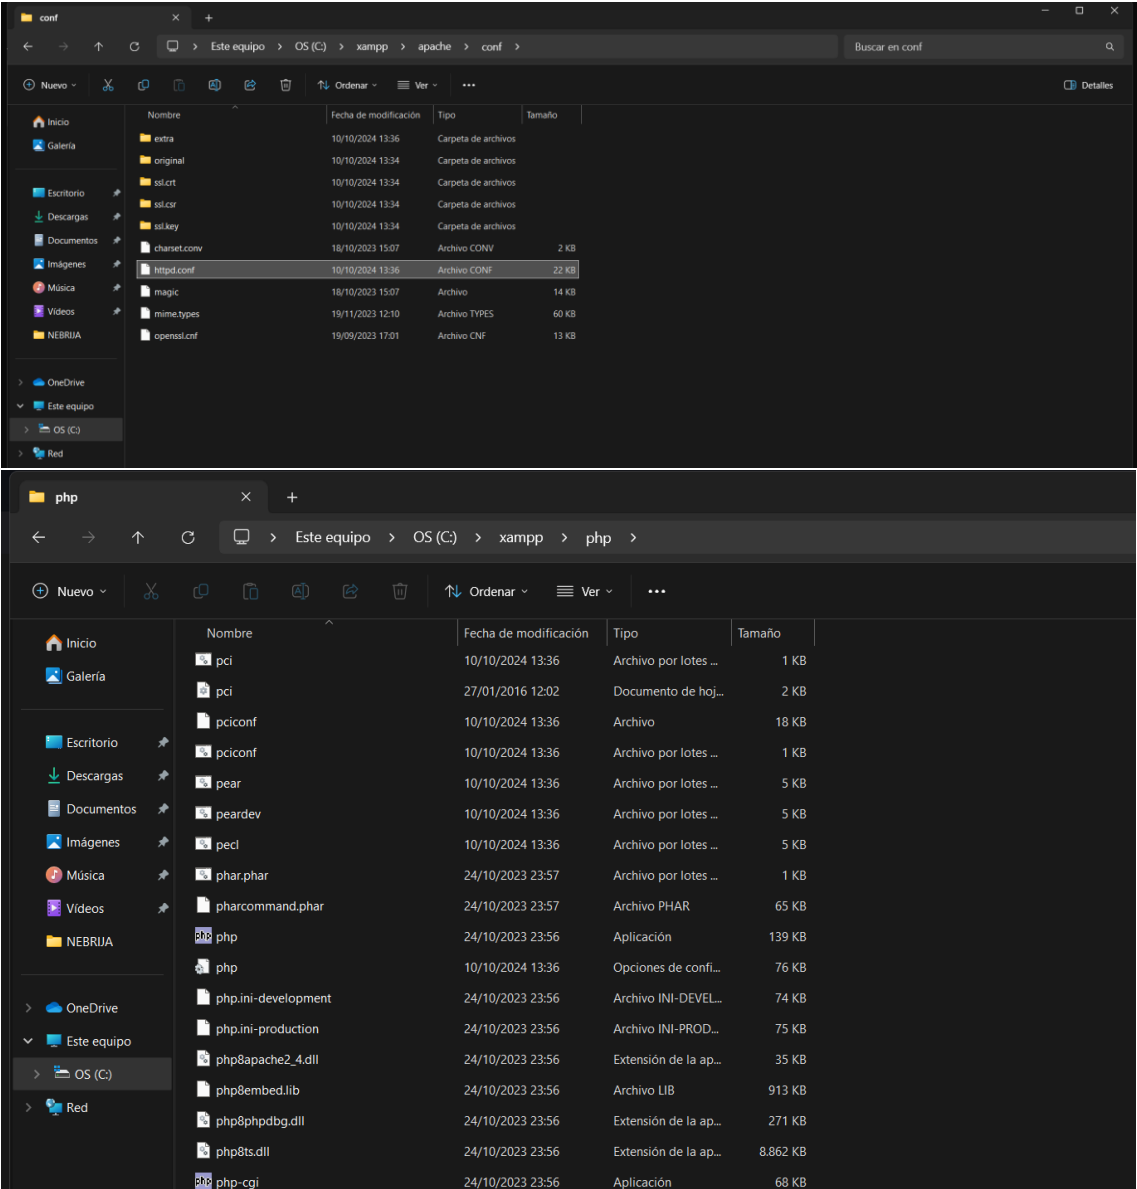 conf
Este equipo > OS (C:) > xampp > apache > conf >
Buscar en conf
Nuevo
Ordenar
Ver
Detalles
Inicio
Galería
Escritorio
Descargas
Documentos
Imágenes
Música
Vídeos
NEBRIJA
OneDrive
Este equipo
OS (C:)
Red
Nombre Fecha de modificación Tipo Tamaño
extra 10/10/2024 13:36 Carpeta de archivos
original 10/10/2024 13:34 Carpeta de archivos
ssl.crt 10/10/2024 13:34 Carpeta de archivos
ssl.csr 10/10/2024 13:34 Carpeta de archivos
ssl.key 10/10/2024 13:34 Carpeta de archivos
charset.conv 18/10/2023 15:07 Archivo CONV 2 KB
httpd.conf 10/10/2024 13:36 Archivo CONF 22 KB
magic 18/10/2023 15:07 Archivo 14 KB
mime.types 19/11/2023 12:10 Archivo TYPES 60 KB
openssl.cnf 19/09/2023 17:01 Archivo CNF 13 KB
php
Este equipo > OS (C:) > xampp > php >
Nuevo
Ordenar
Ver
Inicio
Galería
Escritorio
Descargas
Documentos
Imágenes
Música
Vídeos
NEBRIJA
OneDrive
Este equipo
OS (C:)
Red
Nombre Fecha de modificación Tipo Tamaño
pci 10/10/2024 13:36 Archivo por lotes ... 1 KB
pci 27/01/2016 12:02 Documento de hoj... 2 KB
pciconf 10/10/2024 13:36 Archivo 18 KB
pciconf 10/10/2024 13:36 Archivo por lotes ... 1 KB
pear 10/10/2024 13:36 Archivo por lotes ... 5 KB
peardev 10/10/2024 13:36 Archivo por lotes ... 5 KB
pecl 10/10/2024 13:36 Archivo por lotes ... 5 KB
phar.phar 24/10/2023 23:57 Archivo por lotes ... 1 KB
pharcommand.phar 24/10/2023 23:57 Archivo PHAR 65 KB
php 24/10/2023 23:56 Aplicación 139 KB
php 10/10/2024 13:36 Opciones de confi... 76 KB
php.ini-development 24/10/2023 23:56 Archivo INI-DEVEL... 74 KB
php.ini-production 24/10/2023 23:56 Archivo INI-PROD... 75 KB
php8apache2_4.dll 24/10/2023 23:56 Extensión de la ap... 35 KB
php8embed.lib 24/10/2023 23:56 Archivo LIB 913 KB
php8phpdbg.dll 24/10/2023 23:56 Extensión de la ap... 271 KB
php8ts.dll 24/10/2023 23:56 Extensión de la ap... 8.862 KB
php-cgi 24/10/2023 23:56 Aplicación 68 KB